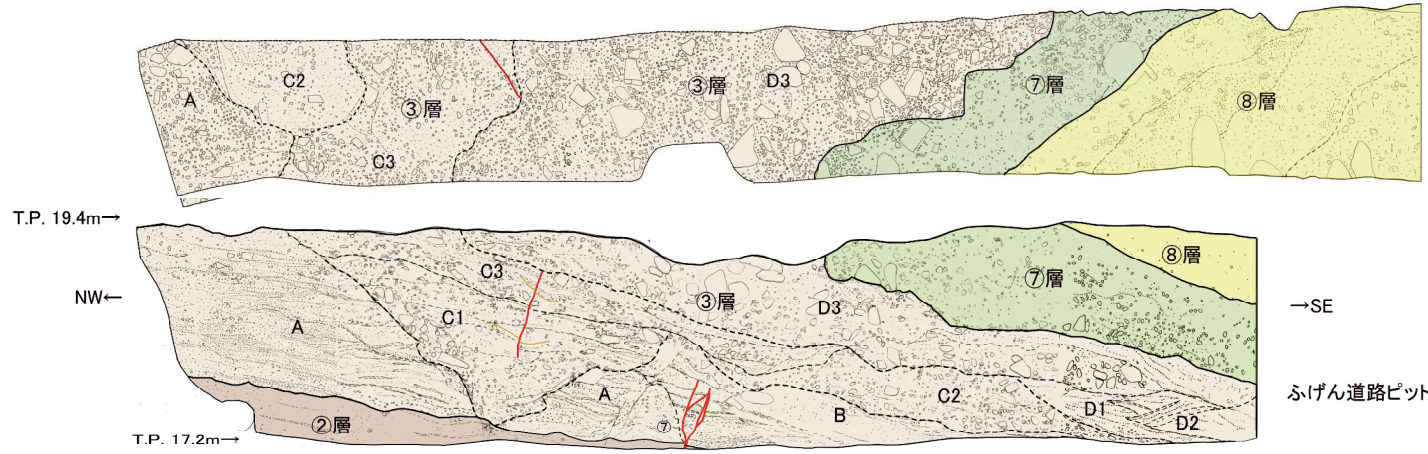 A
C2
③層
C3
③層
D3
⑦層
⑧層
T.P. 19.4m→
NW←
→SE
C3
③層
D3
⑦層
⑧層
A
C1
A
⑦
B
C2
D1
D2
ふげん道路ピット
②層
T.P. 17.2m→